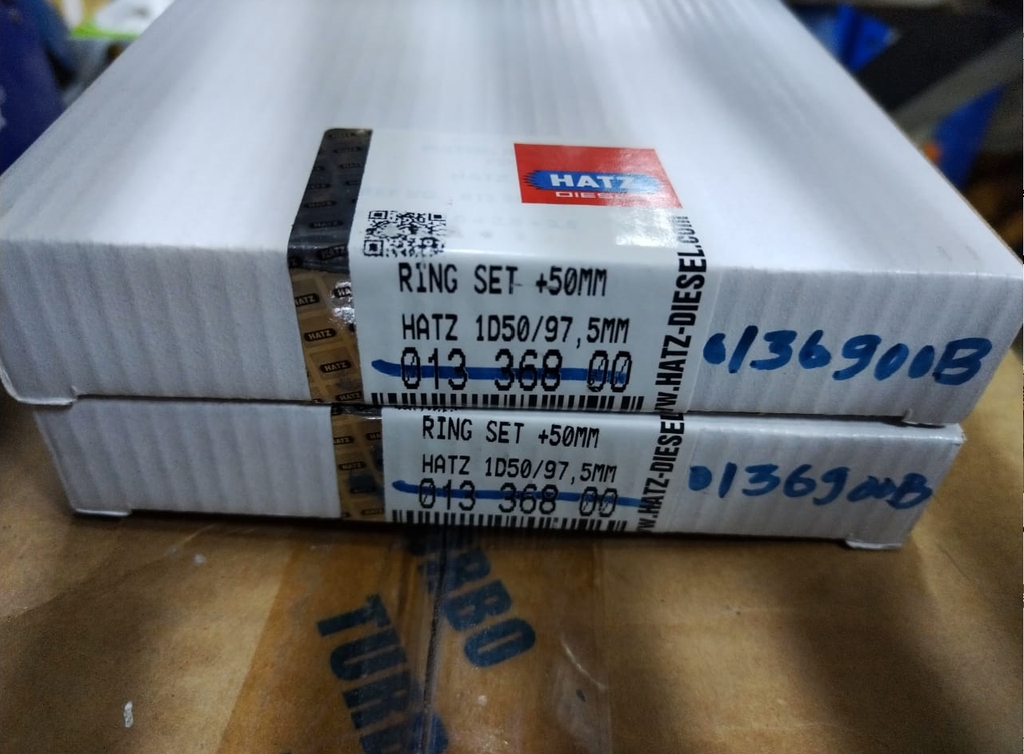 HATZ
DIESEL
RING SET +50MM
HATZ 1D50/97,5MM
013 368 00
WWW.HATZ-DIESEL.com
0136900B
RING SET +50MM
HATZ 1D50/97,5MM
013 368 00
W.HATZ-DIESEL
0136900B
TURBO
TURBO